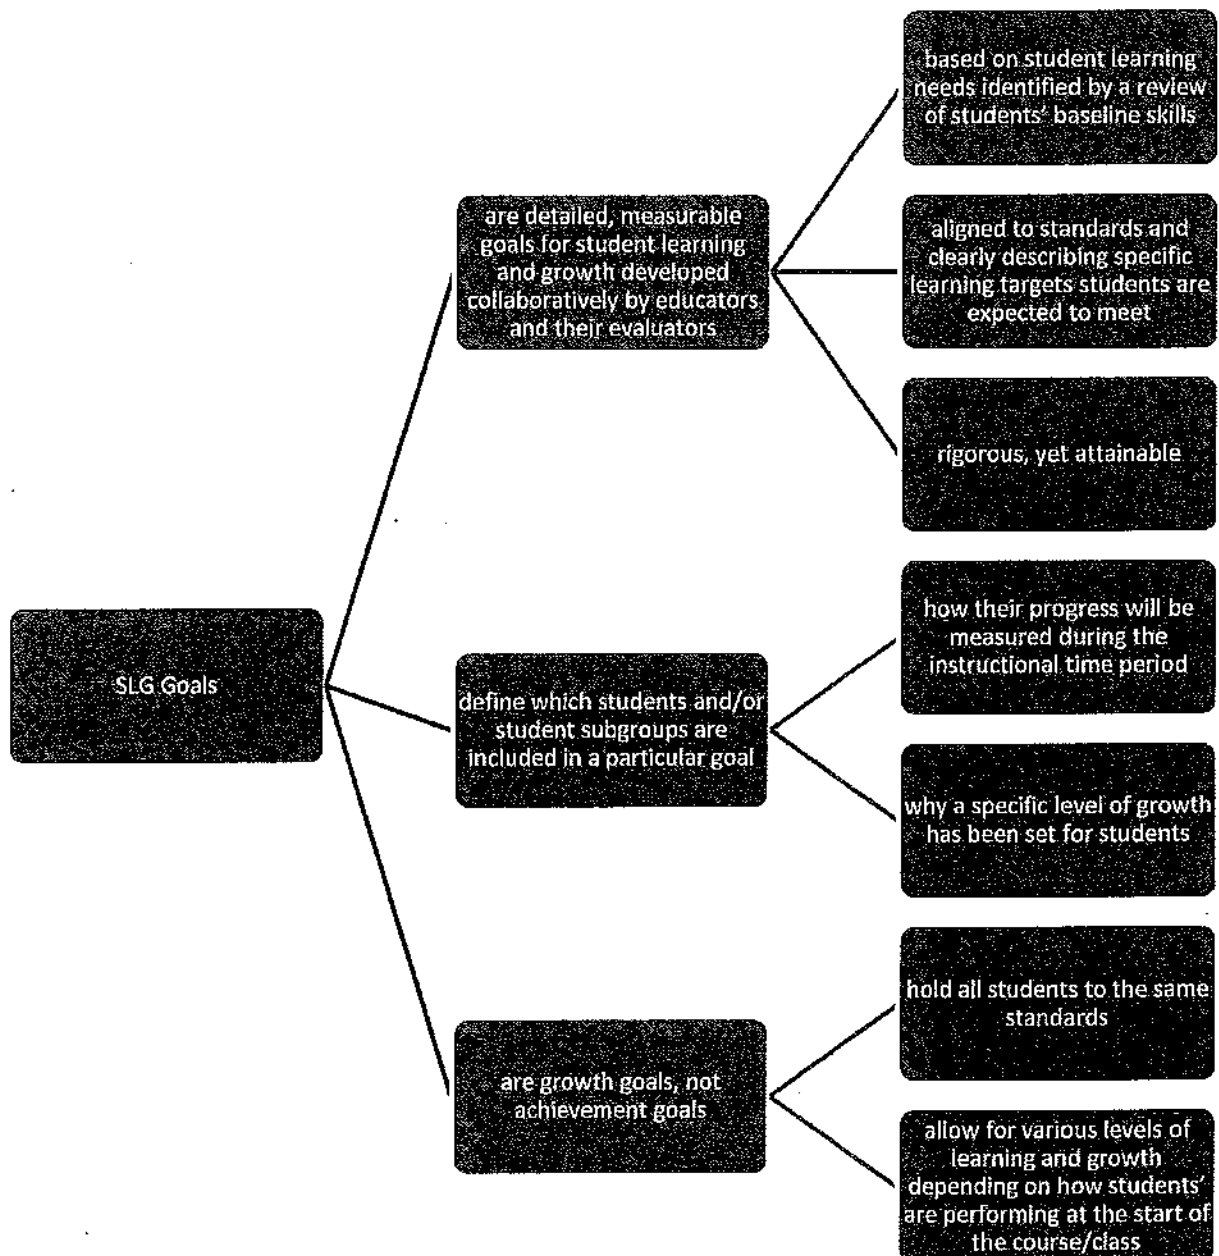 SLG Goals
are detailed, measurable
goals for student learning
and growth developed
collaboratively by educators
and their evaluators
based on student learning
needs identified by a review
of students' baseline skills
aligned to standards and
clearly describing specific
learning targets students are
expected to meet
rigorous, yet attainable
define which students and/or
student subgroups are
included in a particular goal
how their progress will be
measured during the
instructional time period
why a specific level of growth
has been set for students
are growth goals, not
achievement goals
hold all students to the same
standards
allow for various levels of
learning and growth
depending on how students'
are performing at the start of
the course/class